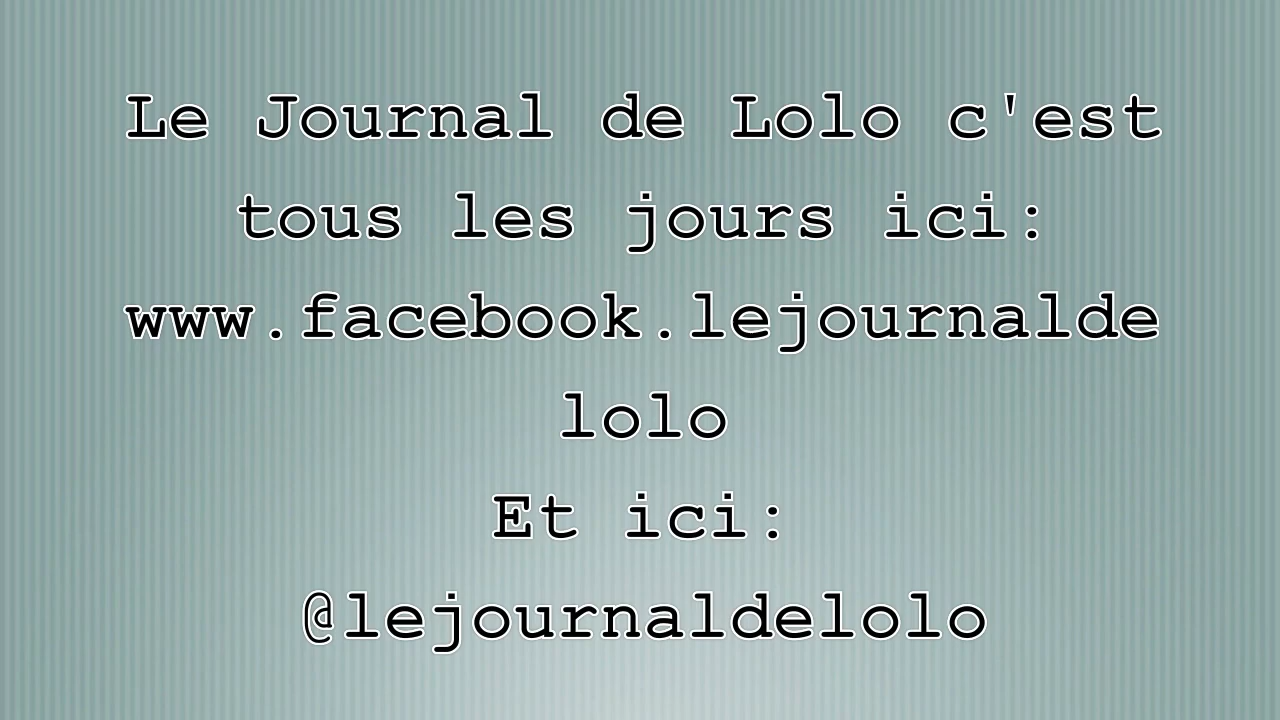 Le Journal de Lolo c'est
tous les jours ici:
www.facebook.lejournalde
lolo
Et ici:
@lejournaldelolo